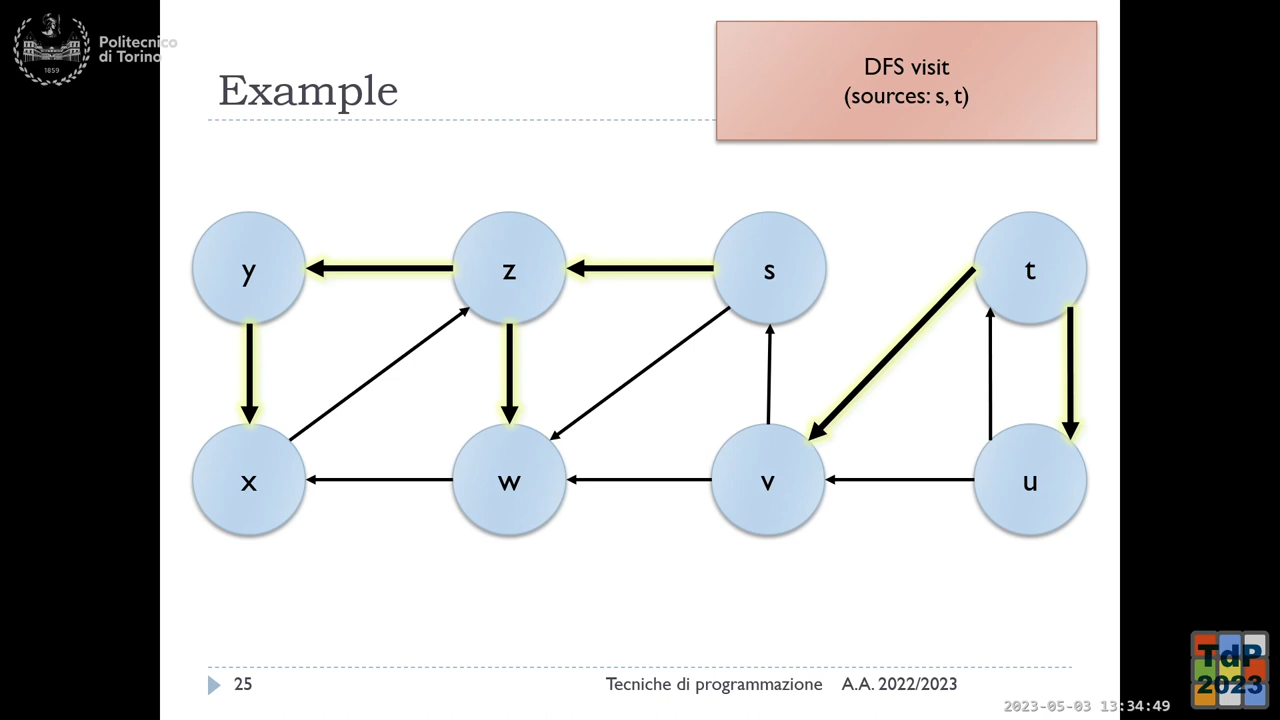 Politecnico
di Torino
1859
Example
DFS visit
(sources: s, t)
y
z
s
t
x
w
v
u
25
Tecniche di programmazione A.A. 2022/2023
TdP
2023
2023-05-03 13:34:49